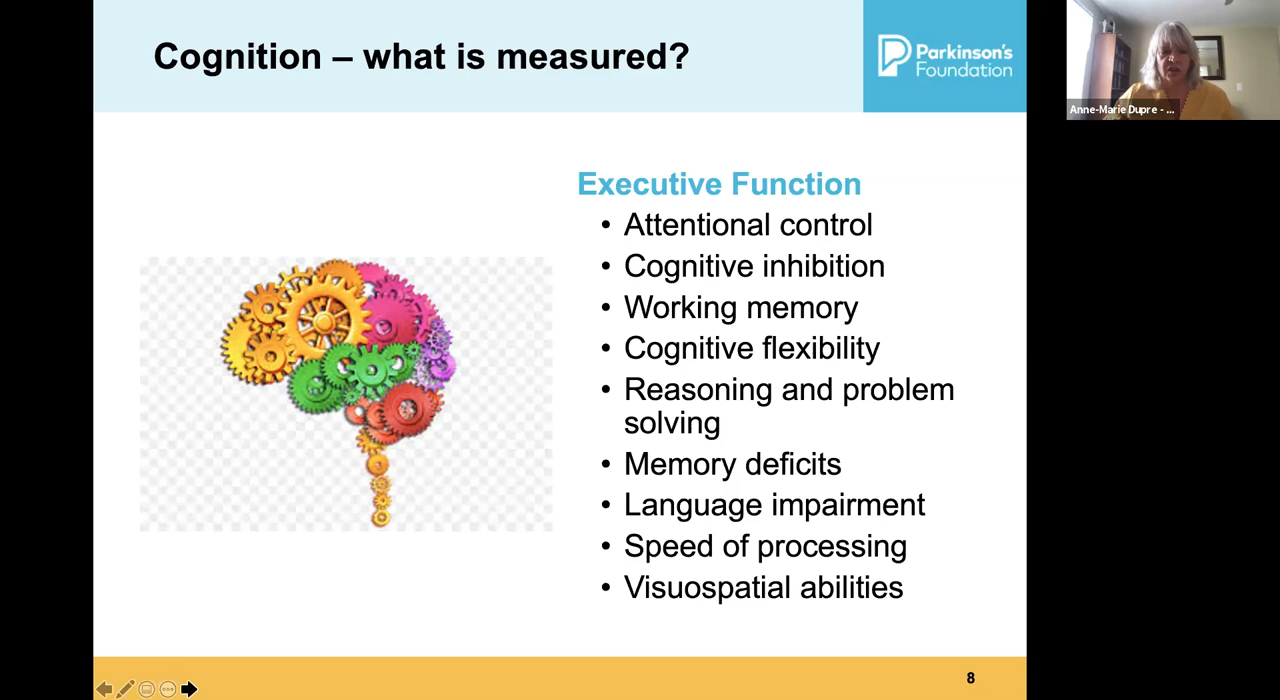 Cognition – what is measured?
Parkinson's
Foundation
Anne-Marie Dupre - ...
Executive Function
• Attentional control
• Cognitive inhibition
• Working memory
• Cognitive flexibility
• Reasoning and problem
solving
• Memory deficits
• Language impairment
• Speed of processing
• Visuospatial abilities
8